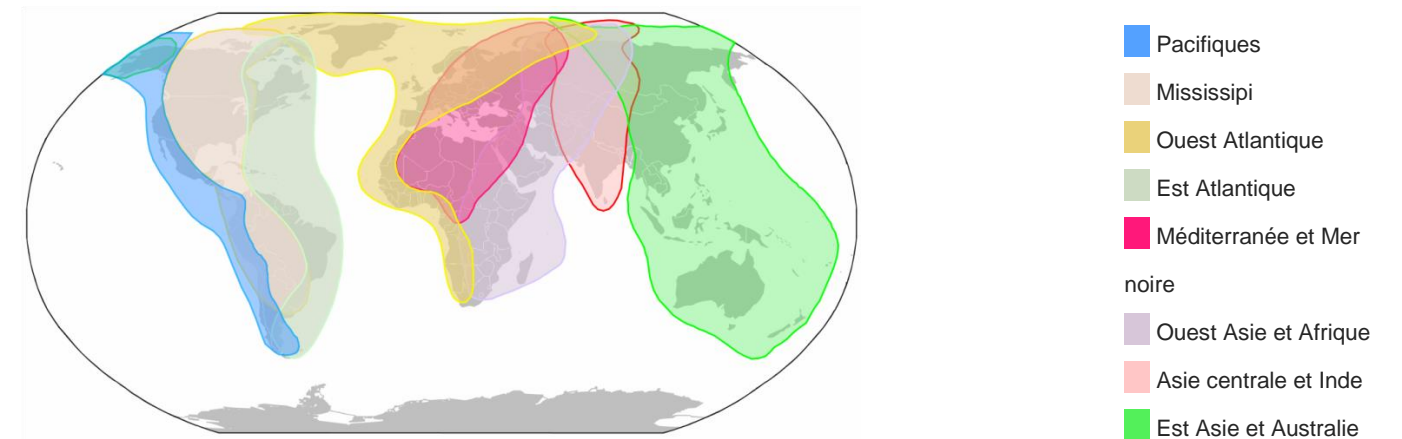 Pacifiques
Mississipi
Ouest Atlantique
Est Atlantique
Méditerranée et Mer
noire
Ouest Asie et Afrique
Asie centrale et Inde
Est Asie et Australie